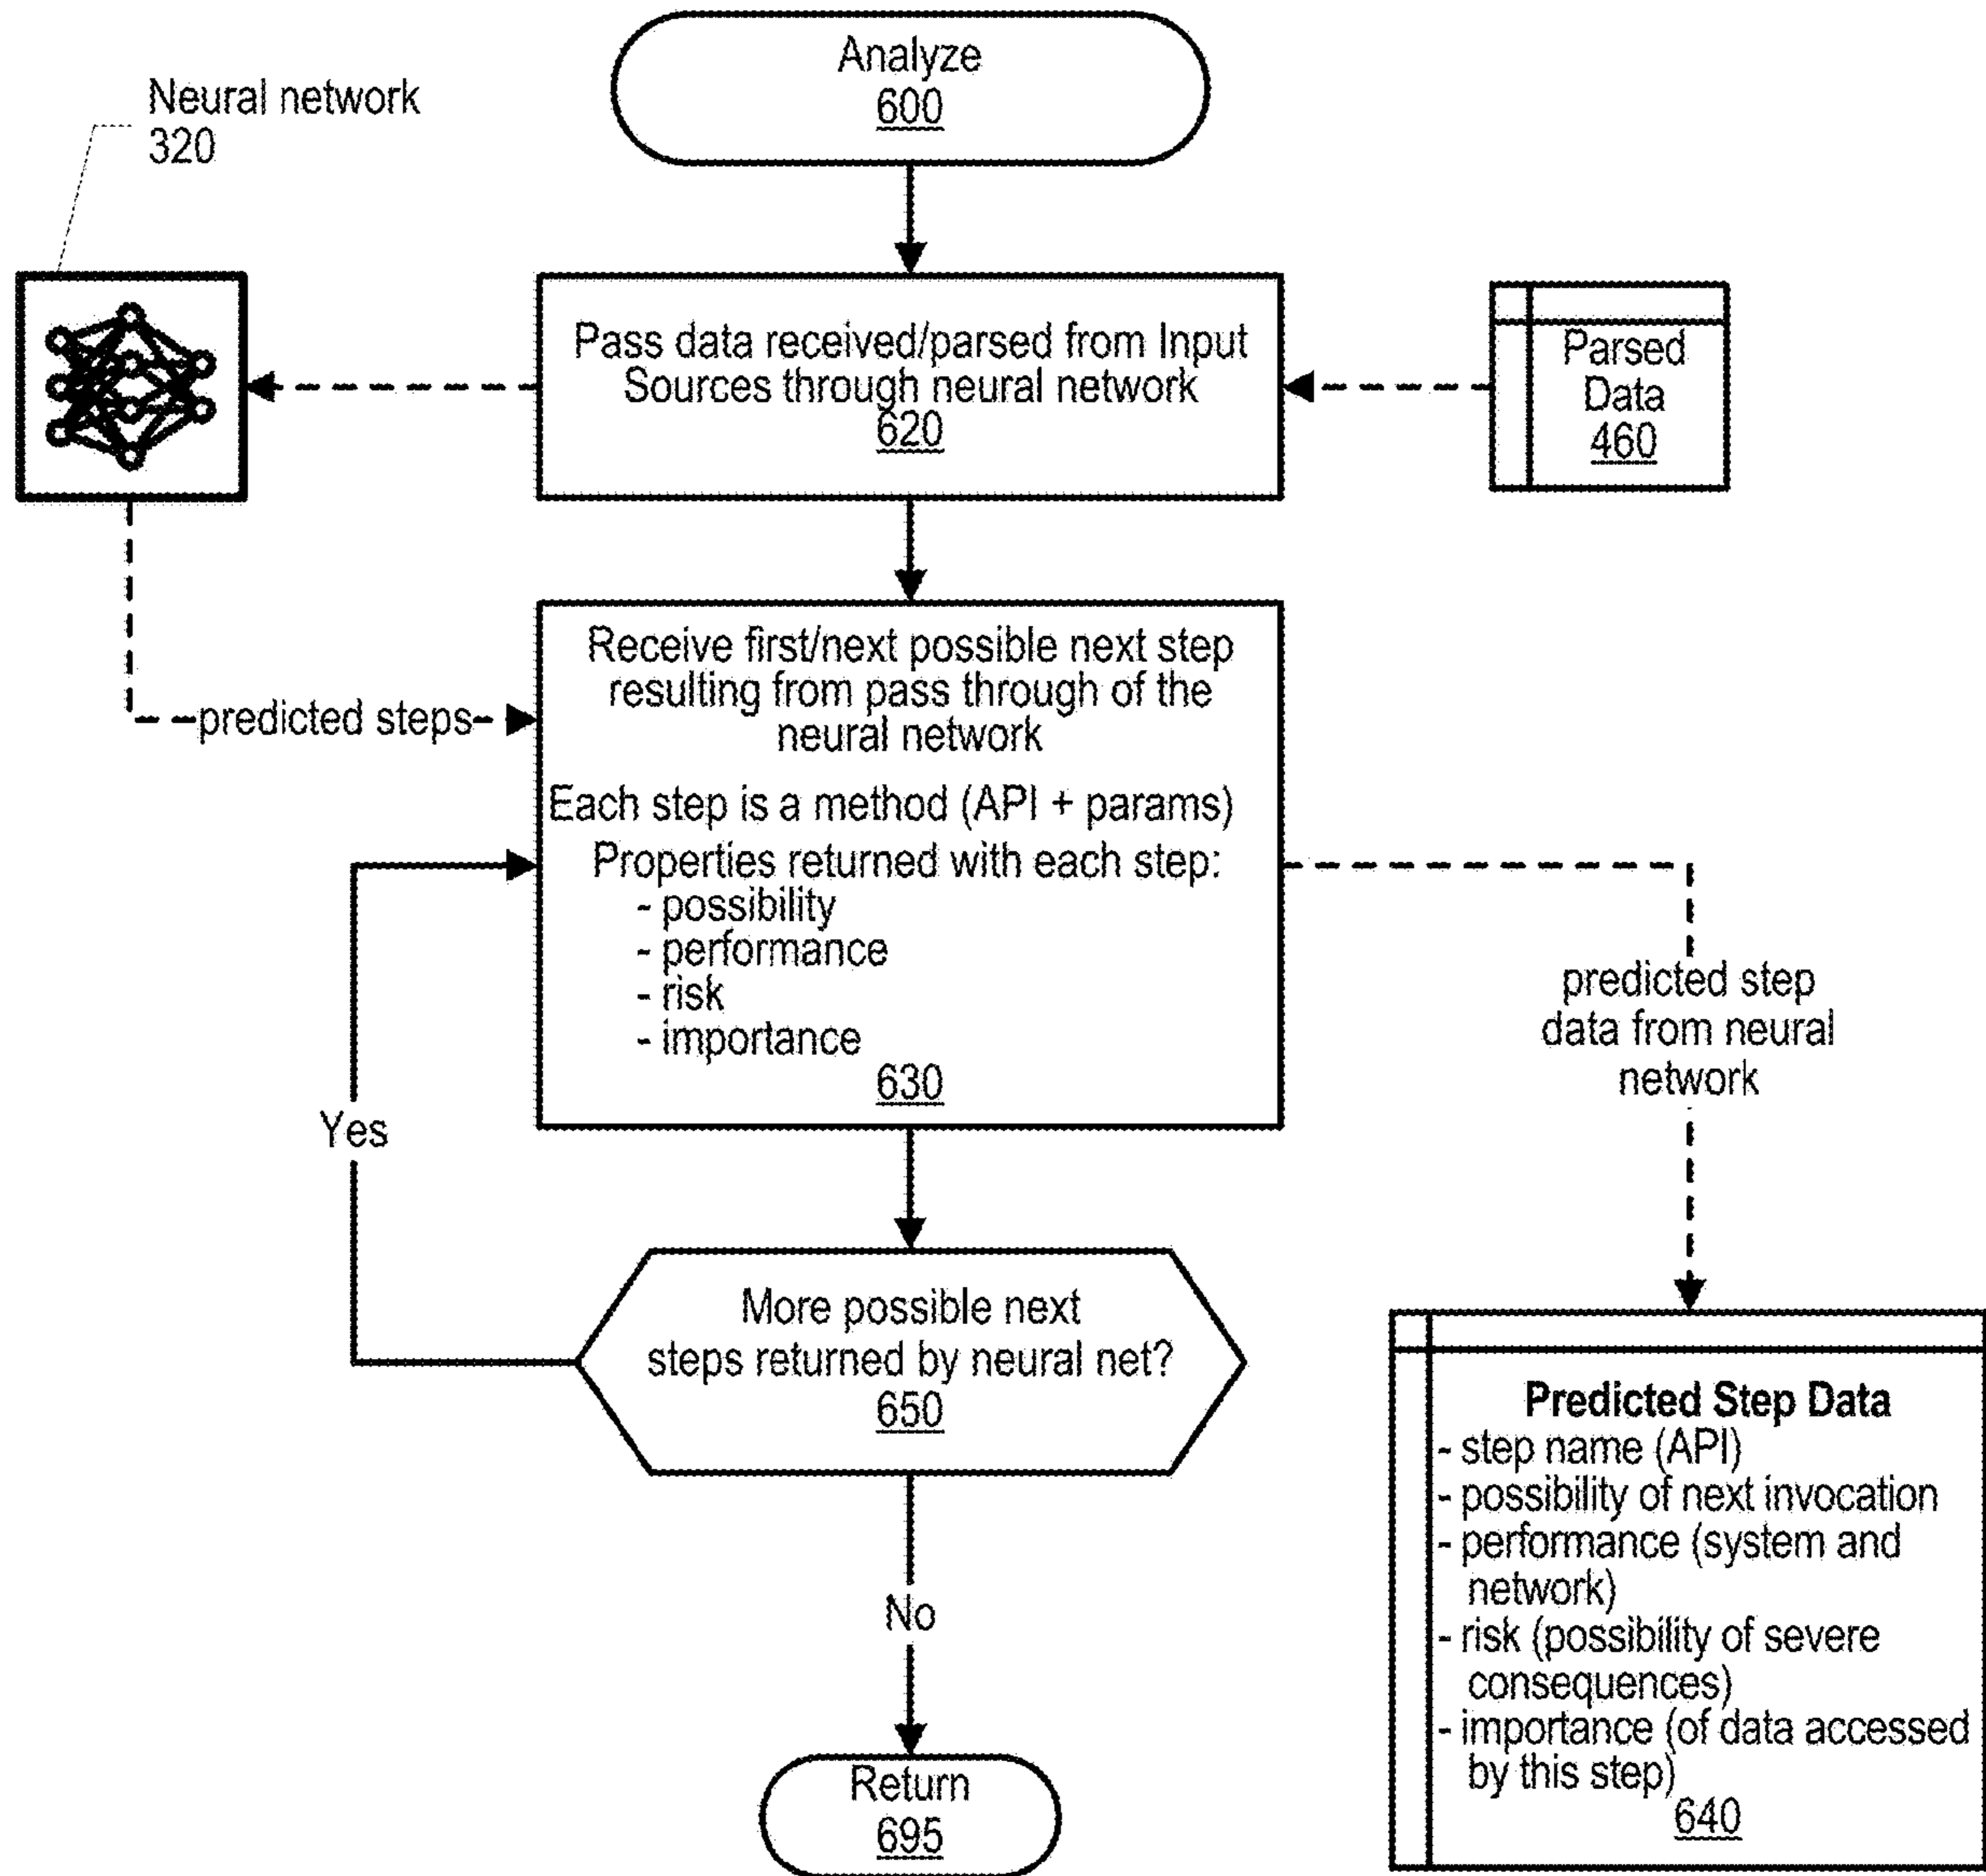 Analyze
600
Neural network
320
Pass data received/parsed from Input
Sources through neural network
620
Parsed
Data
460
Receive first/next possible next step
resulting from pass through of the
neural network
Each step is a method (API + params)
Properties returned with each step:
- possibility
- performance
- risk
- importance
630
predicted steps
predicted step
data from neural
network
Yes
More possible next
steps returned by neural net?
650
No
Return
695
Predicted Step Data
- step name (API)
- possibility of next invocation
- performance (system and
network)
- risk (possibility of severe
consequences)
- importance (of data accessed
by this step)
640